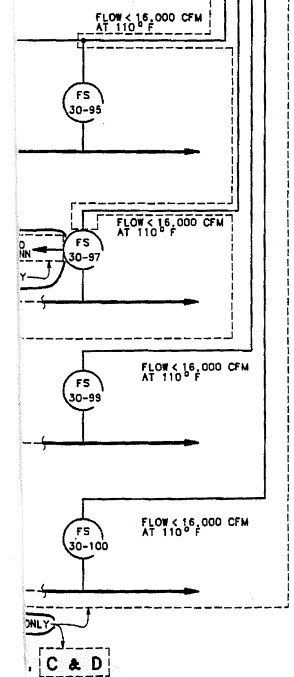 FLOW < 16,000 CFM
AT 110° F
FS
30-95
FLOW < 16,000 CFM
AT 110° F
FS
30-97
FLOW < 16,000 CFM
AT 110° F
FS
30-99
FLOW < 16,000 CFM
AT 110° F
FS
30-100
ONLY
, C & D